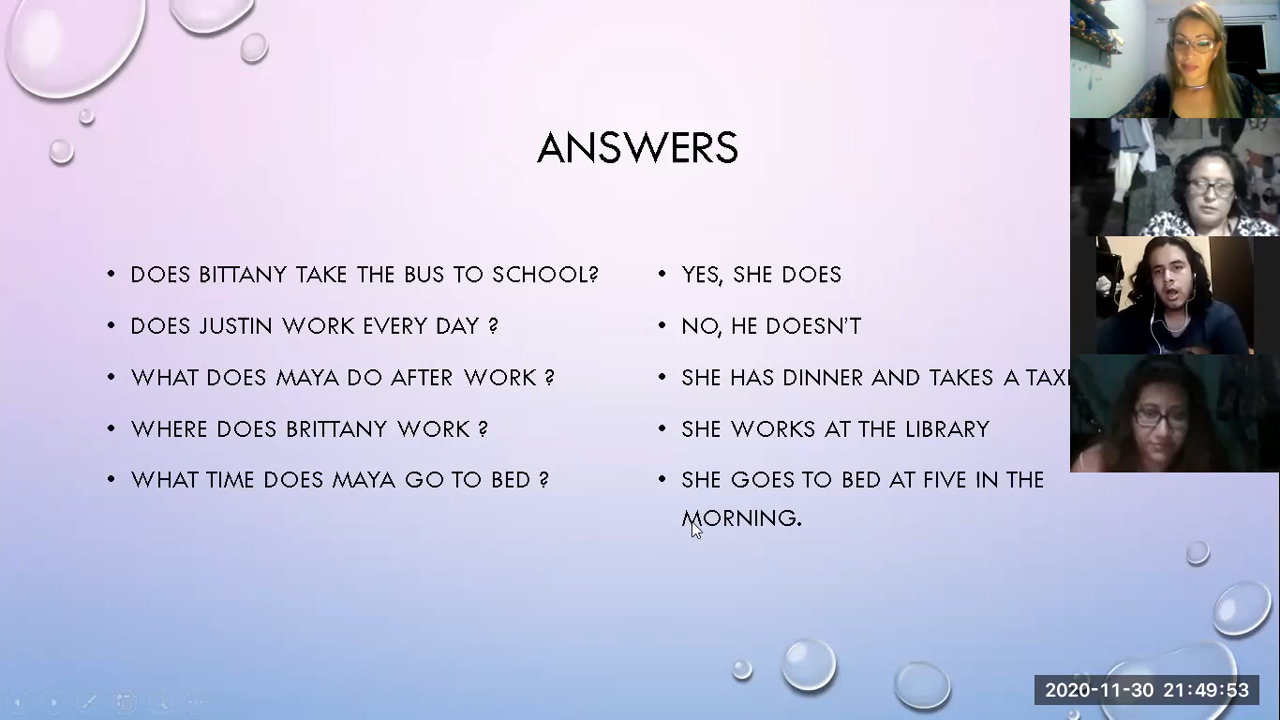 ANSWERS
DOES BITTANY TAKE THE BUS TO SCHOOL?
DOES JUSTIN WORK EVERY DAY ?
WHAT DOES MAYA DO AFTER WORK ?
WHERE DOES BRITTANY WORK ?
WHAT TIME DOES MAYA GO TO BED ?
YES, SHE DOES
NO, HE DOESN'T
SHE HAS DINNER AND TAKES A TAXI
SHE WORKS AT THE LIBRARY
SHE GOES TO BED AT FIVE IN THE
MORNING.
2020-11-30 21:49:53